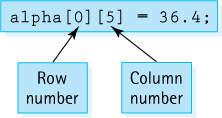 alpha[0][5] = 36.4;
Row
number
Column
number